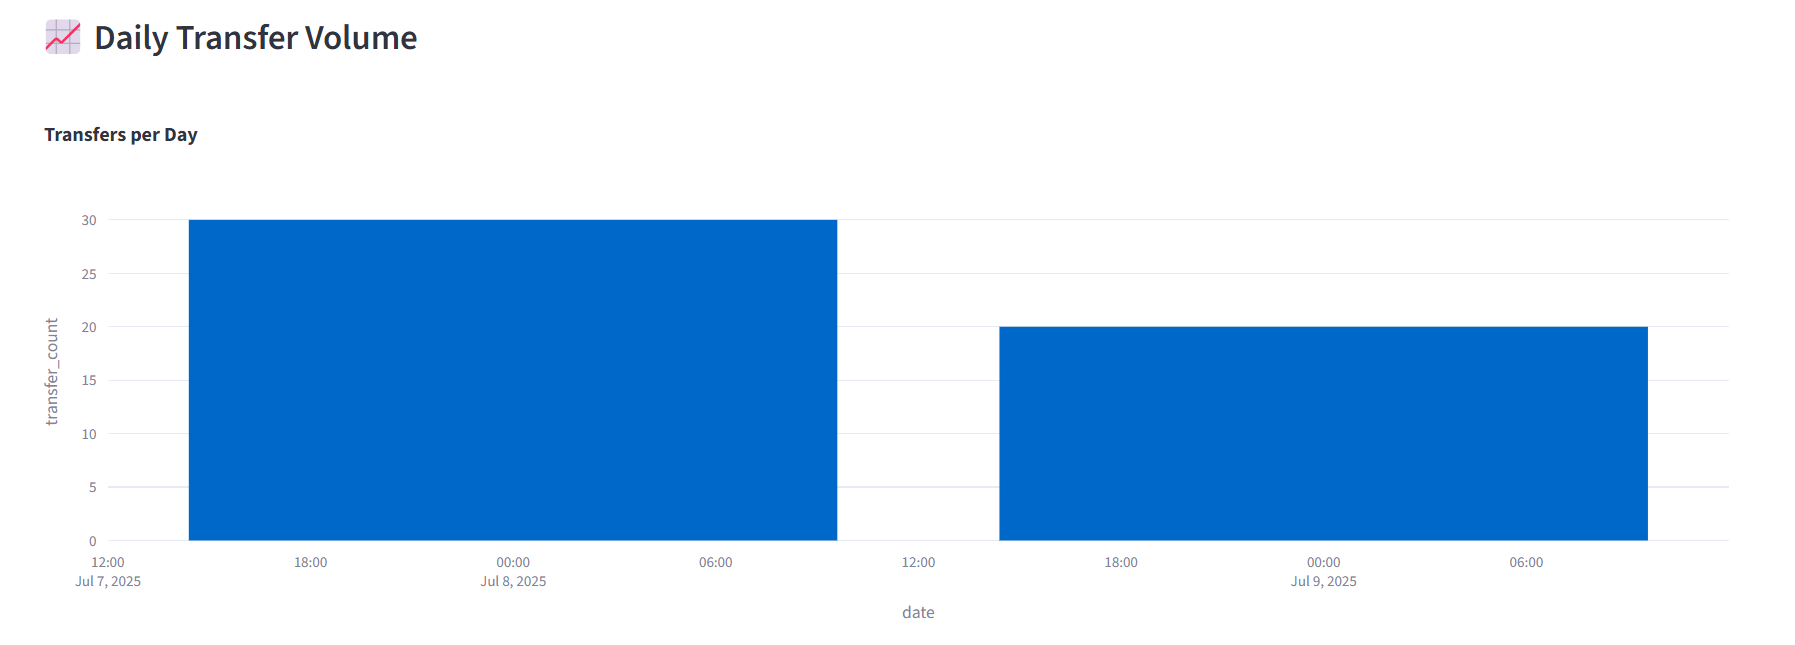 Daily Transfer Volume
Transfers per Day
30
25
20
15
10
5
0
transfer_count
12:00 18:00 00:00 06:00 12:00 18:00 00:00 06:00
Jul 7, 2025 Jul 8, 2025 Jul 9, 2025
date